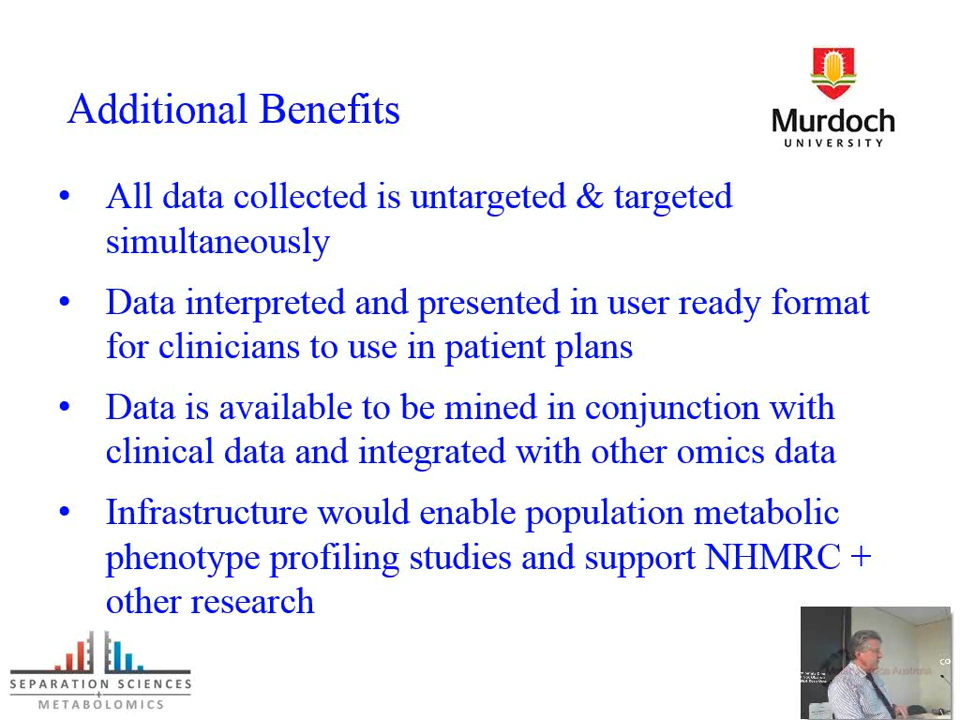 Additional Benefits
Murdoch
UNIVERSITY
• All data collected is untargeted & targeted
simultaneously
• Data interpreted and presented in user ready format
for clinicians to use in patient plans
• Data is available to be mined in conjunction with
clinical data and integrated with other omics data
• Infrastructure would enable population metabolic
phenotype profiling studies and support NHMRC +
other research
SEPARATION SCIENCES
METABOLOMICS
Australia